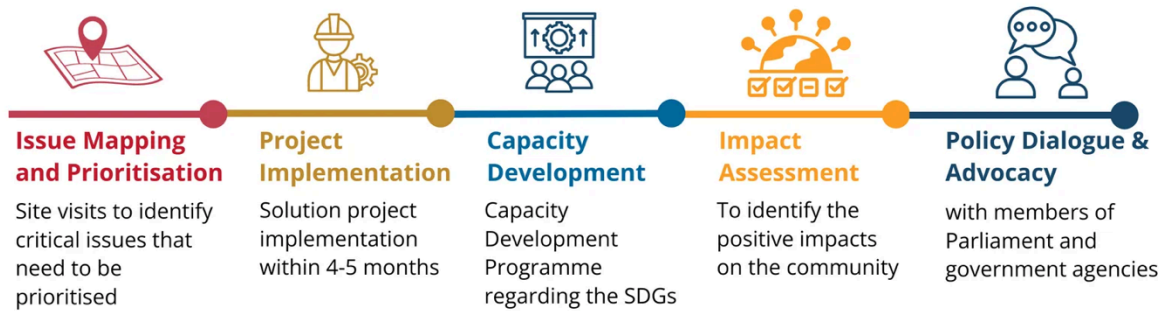 Issue Mapping
and Prioritisation
Site visits to identify
critical issues that
need to be
prioritised
Project
Implementation
Solution project
implementation
within 4-5 months
Capacity
Development
Capacity
Development
Programme
regarding the SDGs
Impact
Assessment
To identify the
positive impacts
on the community
Policy Dialogue &
Advocacy
with members of
Parliament and
government agencies